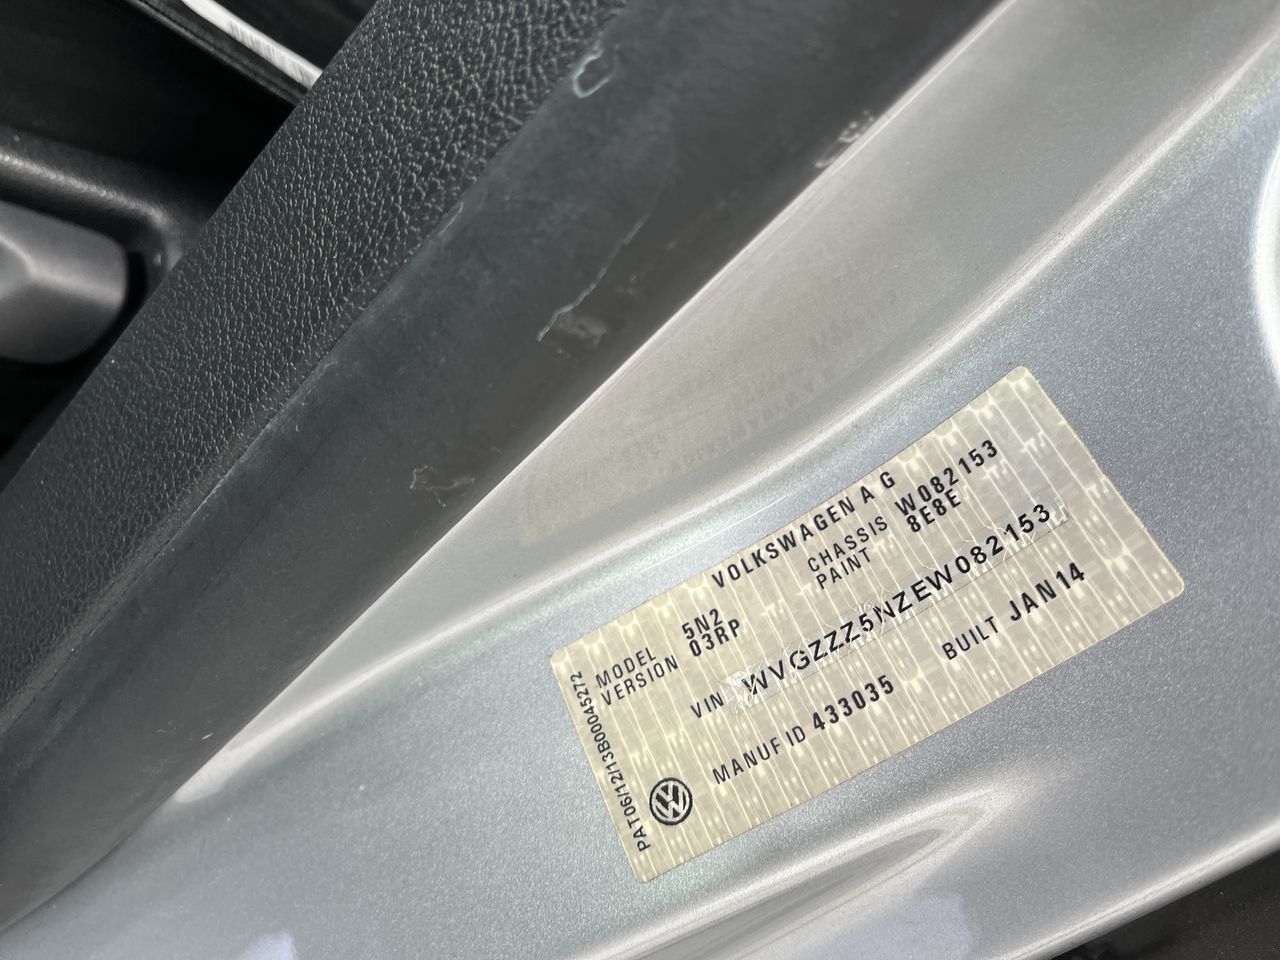 VOLKSWAGEN A G
MODEL 5N2 CHASSIS W082153
VERSION 03RP PAINT 8E8E
VIN WVGZZZ5NZEW082153
MANUF ID 433035 BUILT JAN14
PAT06/12/13B00045272